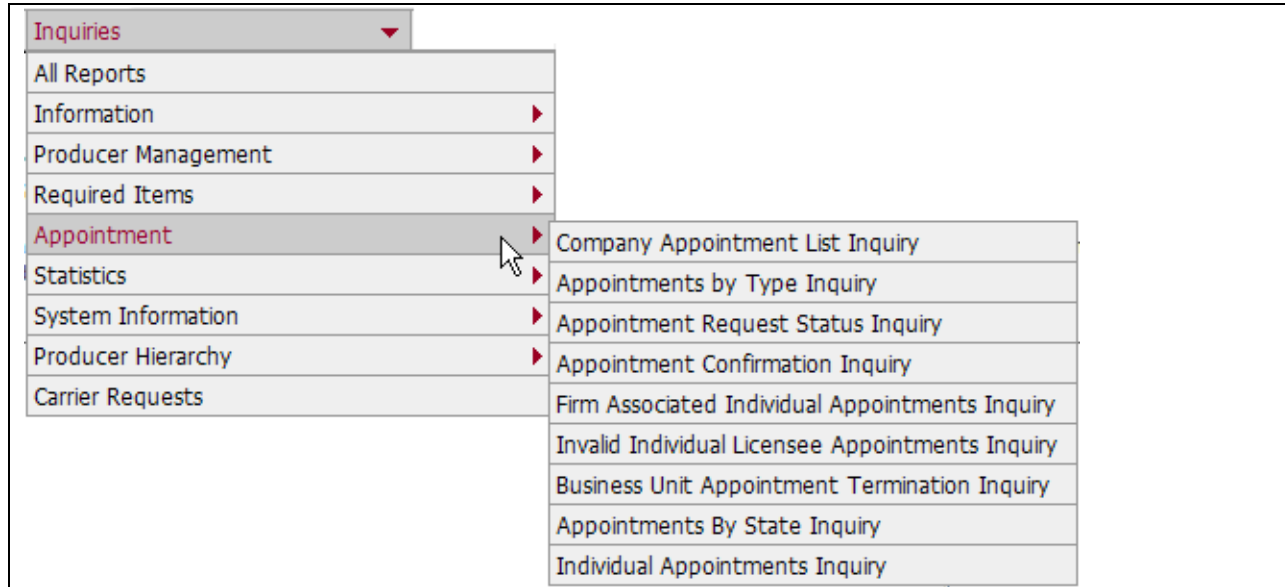 Inquiries
All Reports
Information
Producer Management
Required Items
Appointment
Statistics
System Information
Producer Hierarchy
Carrier Requests
Company Appointment List Inquiry
Appointments by Type Inquiry
Appointment Request Status Inquiry
Appointment Confirmation Inquiry
Firm Associated Individual Appointments Inquiry
Invalid Individual Licensee Appointments Inquiry
Business Unit Appointment Termination Inquiry
Appointments By State Inquiry
Individual Appointments Inquiry